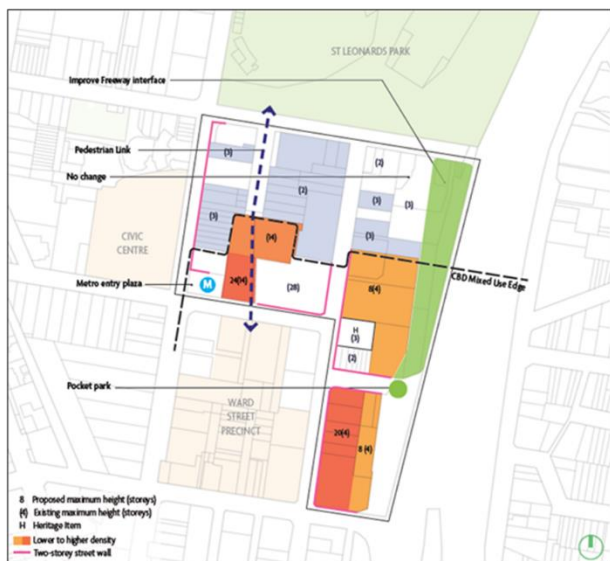 ST LEONARDS PARK
Improve Freeway interface
Pedestrian Link
(3)
(2)
(2)
No change
(3)
(3)
(3)
(3)
CIVIC
CENTRE
(14)
CBD Mixed Use Edge
Metro entry plaza
M
24(14)
(28)
8(4)
H
(3)
(2)
Pocket park
WARD
STREET
PRECINCT
20(4)
8 (4)
8 Proposed maximum height (storeys)
(4) Existing maximum height (storeys)
H Heritage Item
Lower to higher density
Two-storey street wall